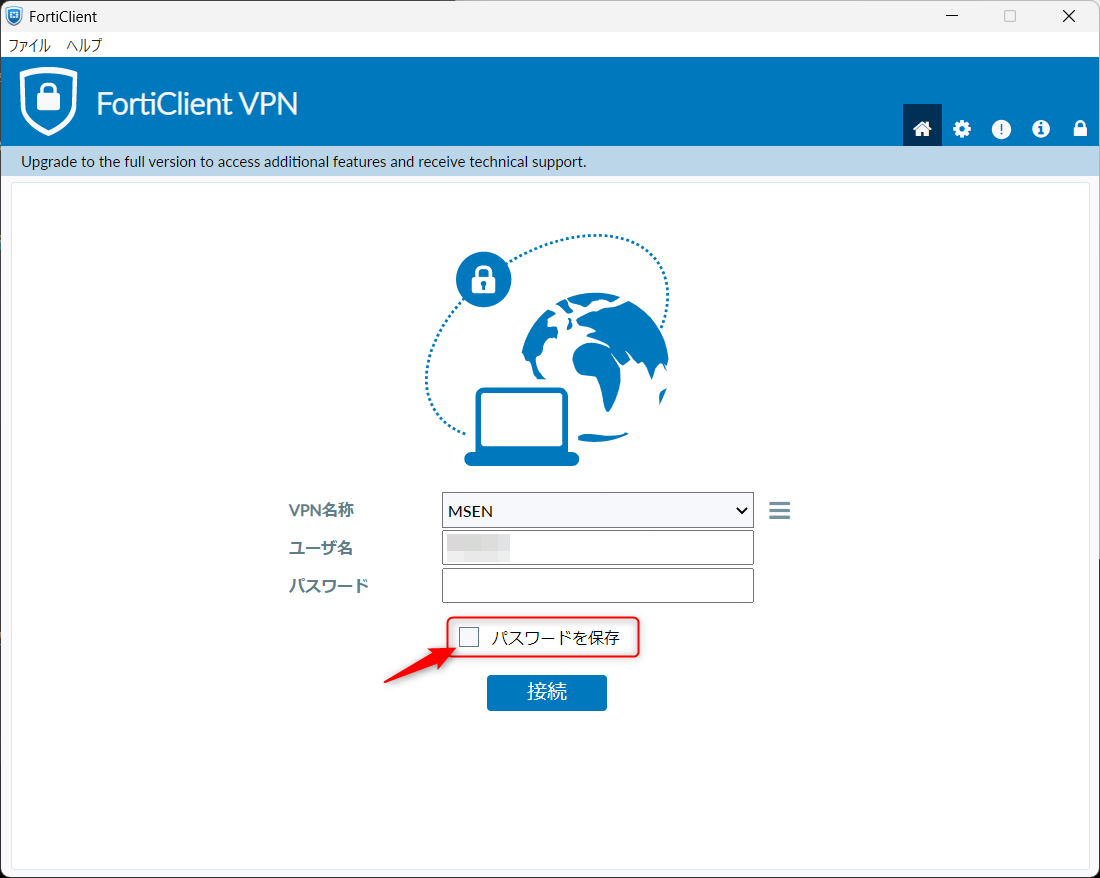 FortiClient
ファイル ヘルプ
FortiClient VPN
Upgrade to the full version to access additional features and receive technical support.
VPN名称 MSEN
ユーザ名
パスワード
パスワードを保存
接続